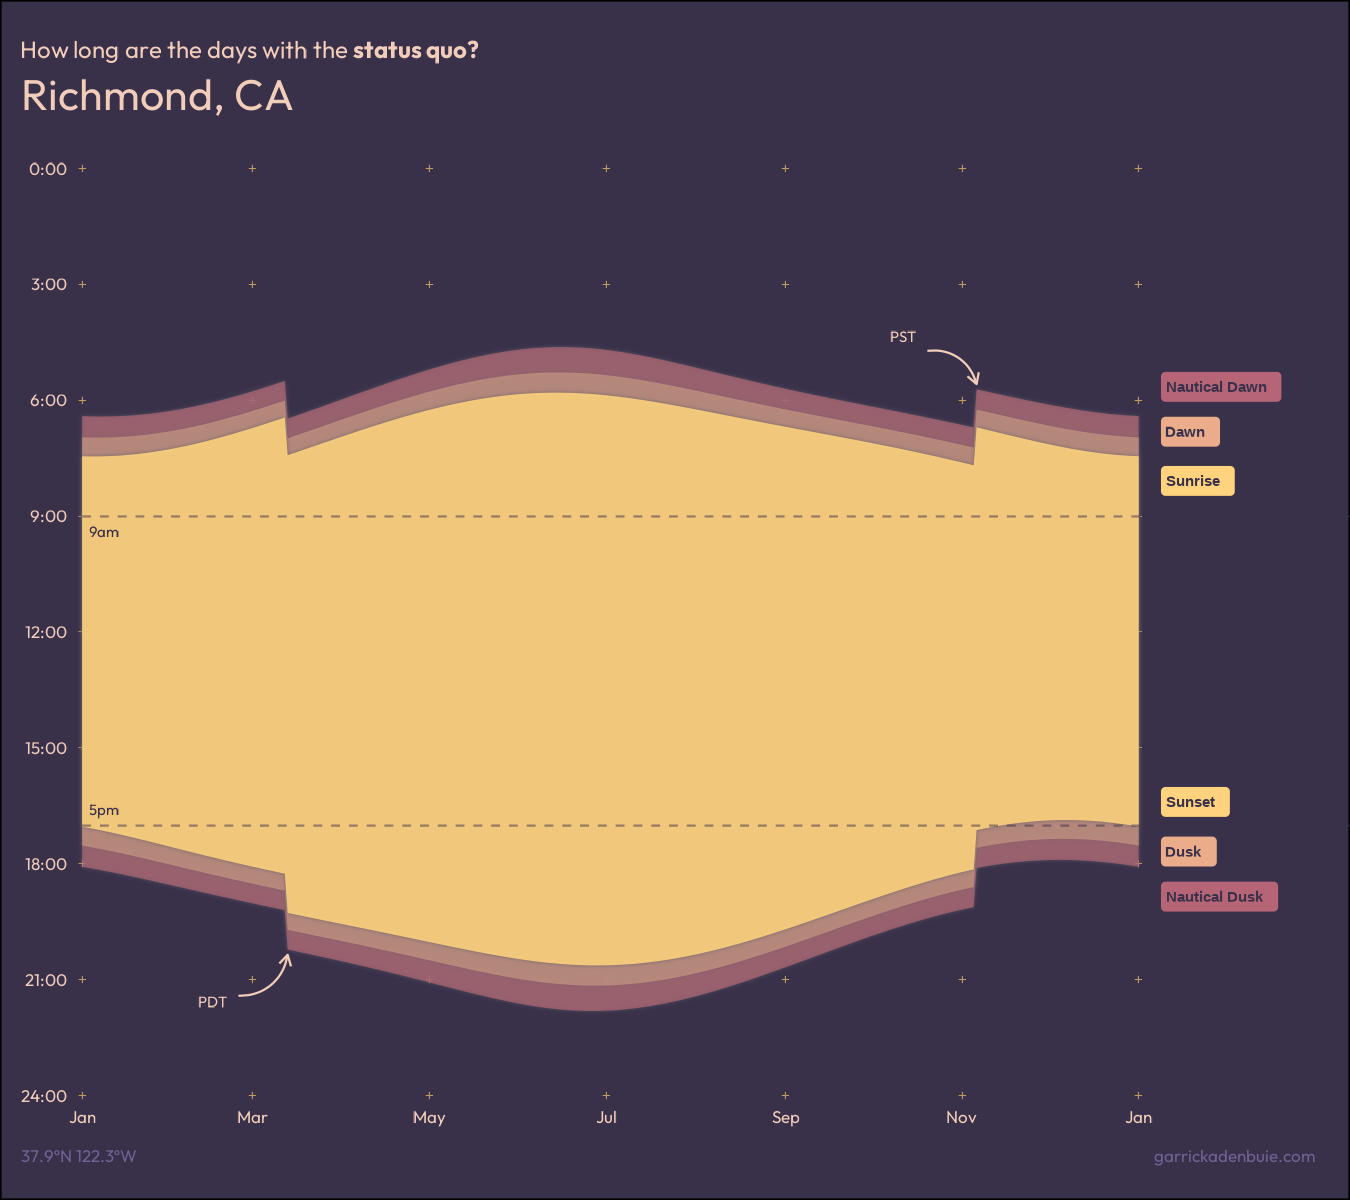 How long are the days with the status quo?
Richmond, CA
0:00
3:00
PST
Nautical Dawn
6:00
Dawn
Sunrise
9:00
9am
12:00
15:00
Sunset
5pm
Dusk
18:00
Nautical Dusk
21:00
PDT
24:00
Jan Mar May Jul Sep Nov Jan
37.9°N 122.3°W
garrickadenbuie.com